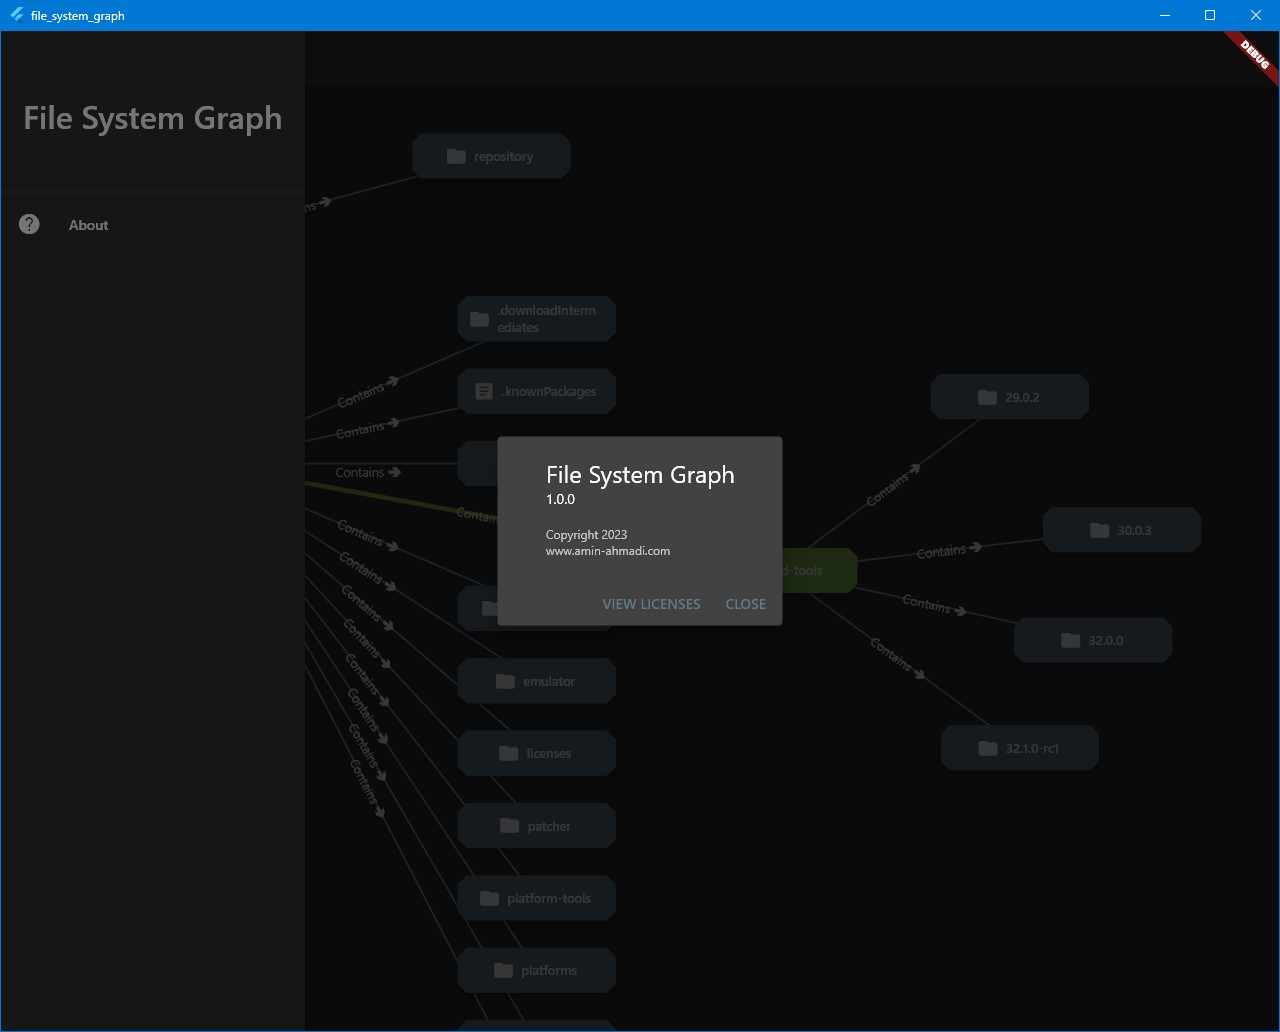 file_system_graph
DEBUG
File System Graph
About
repository
ns
.downloadInterm
ediates
Contains
.knownPackages
Contains
Contains
29.0.2
Contains
File System Graph
1.0.0
Copyright 2023
www.amin-ahmadi.com
VIEW LICENSES
CLOSE
Contains
30.0.3
Contains
d-tools
Contains
32.0.0
Contains
32.1.0-rc1
Contains
Contains
Contains
Contains
Contains
Contains
Contains
Contains
emulator
licenses
patcher
platform-tools
platforms